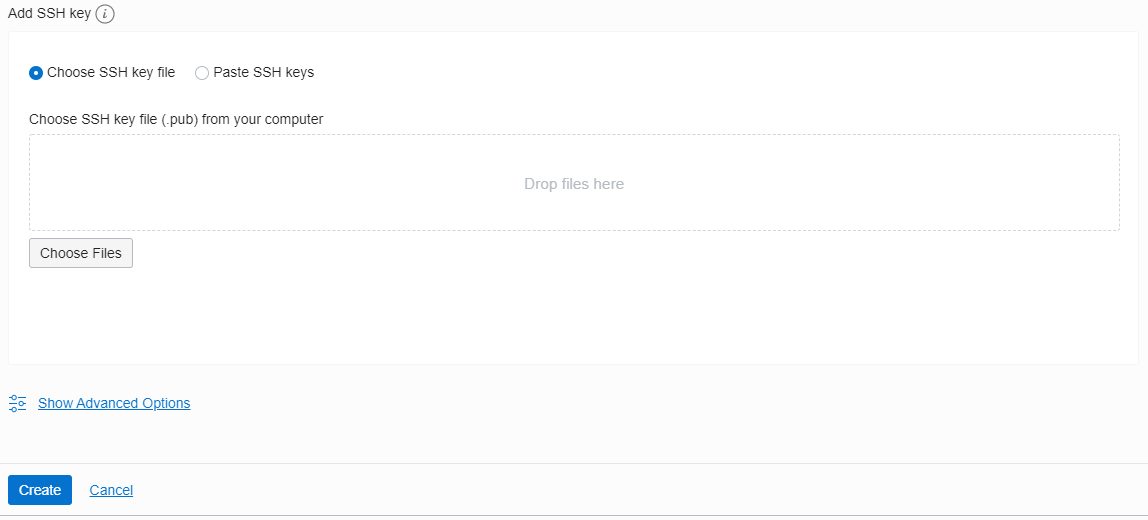 Add SSH key i
Choose SSH key file Paste SSH keys
Choose SSH key file (.pub) from your computer
Drop files here
Choose Files
Show Advanced Options
Create Cancel